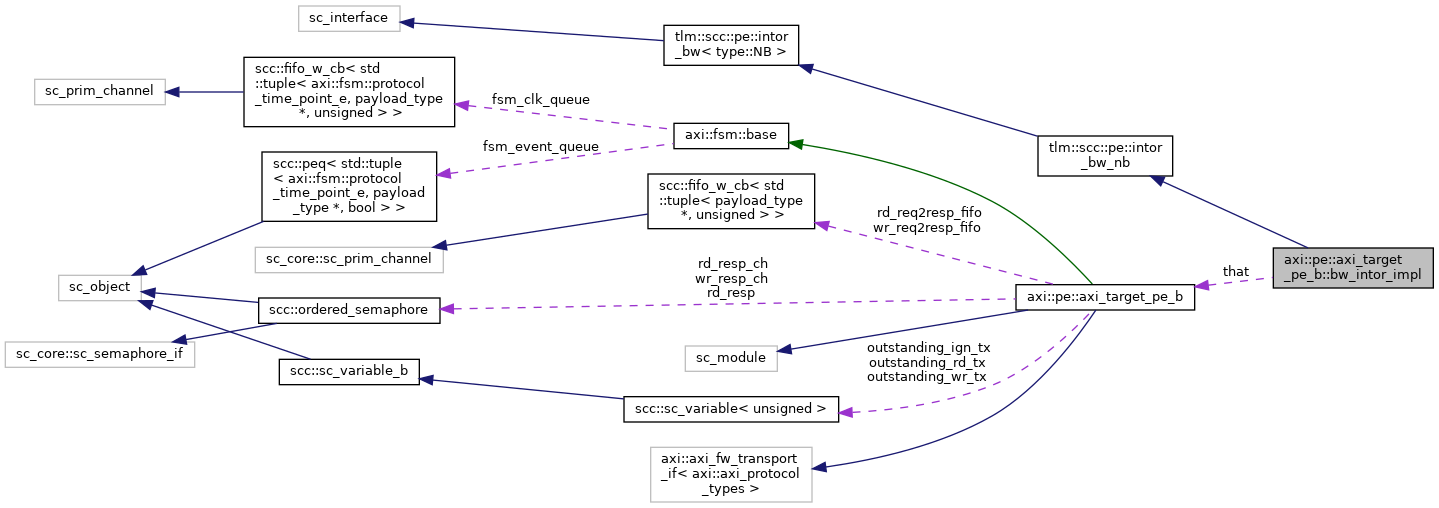 sc_interface
tlm::scc::pe::intor
_bw< type::NB >
scc::fifo_w_cb< std
::tuple< axi::fsm::protocol
_time_point_e, payload_type
*, unsigned > >
sc_prim_channel
fsm_clk_queue
axi::fsm::base
fsm_event_queue
tlm::scc::pe::intor
_bw_nb
scc::peq< std::tuple
< axi::fsm::protocol
_time_point_e, payload
_type *, bool > >
scc::fifo_w_cb< std
::tuple< payload_type
*, unsigned > >
rd_req2resp_fifo
wr_req2resp_fifo
sc_core::sc_prim_channel
axi::pe::axi_target
_pe_b::bw_intor_impl
that
rd_resp_ch
wr_resp_ch
rd_resp
sc_object
axi::pe::axi_target_pe_b
scc::ordered_semaphore
sc_core::sc_semaphore_if
sc_module
outstanding_ign_tx
outstanding_rd_tx
outstanding_wr_tx
scc::sc_variable_b
scc::sc_variable< unsigned >
axi::axi_fw_transport
_if< axi::axi_protocol
_types >